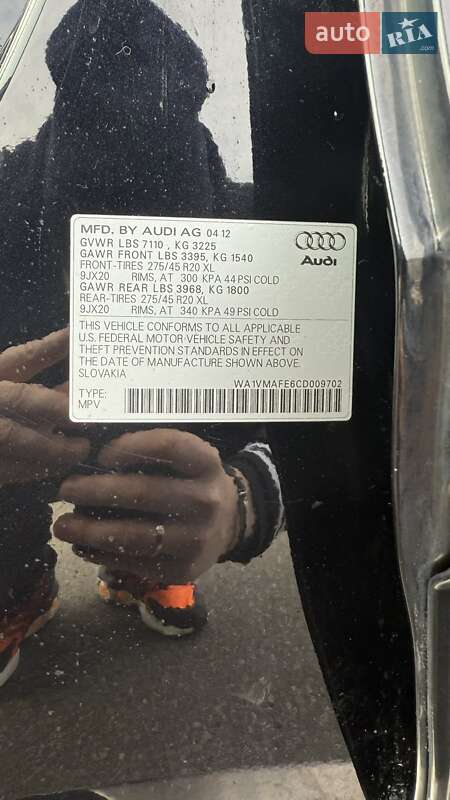 auto RIA .com
MFD. BY AUDI AG 04 12
GVWR LBS 7110 , KG 3225
GAWR FRONT LBS 3395, KG 1540
FRONT-TIRES 275/45 R20 XL
9JX20 RIMS, AT 300 KPA 44 PSI COLD
GAWR REAR LBS 3968, KG 1800
REAR-TIRES 275/45 R20 XL
9JX20 RIMS, AT 340 KPA 49 PSI COLD
Audi
THIS VEHICLE CONFORMS TO ALL APPLICABLE
U.S. FEDERAL MOTOR VEHICLE SAFETY AND
THEFT PREVENTION STANDARDS IN EFFECT ON
THE DATE OF MANUFACTURE SHOWN ABOVE.
SLOVAKIA
WA1VMAFE6CD009702
TYPE:
MPV